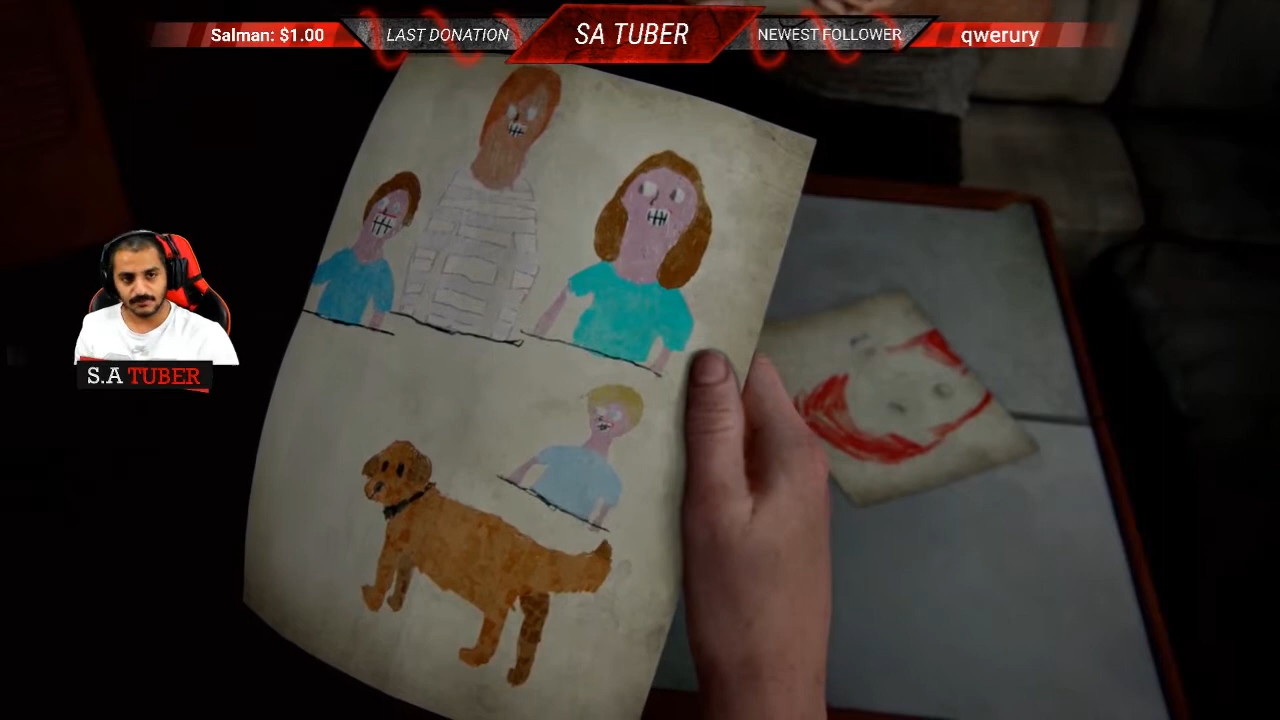 Salman: $1.00
LAST DONATION
SA TUBER
NEWEST FOLLOWER
qwerury
S.A TUBER